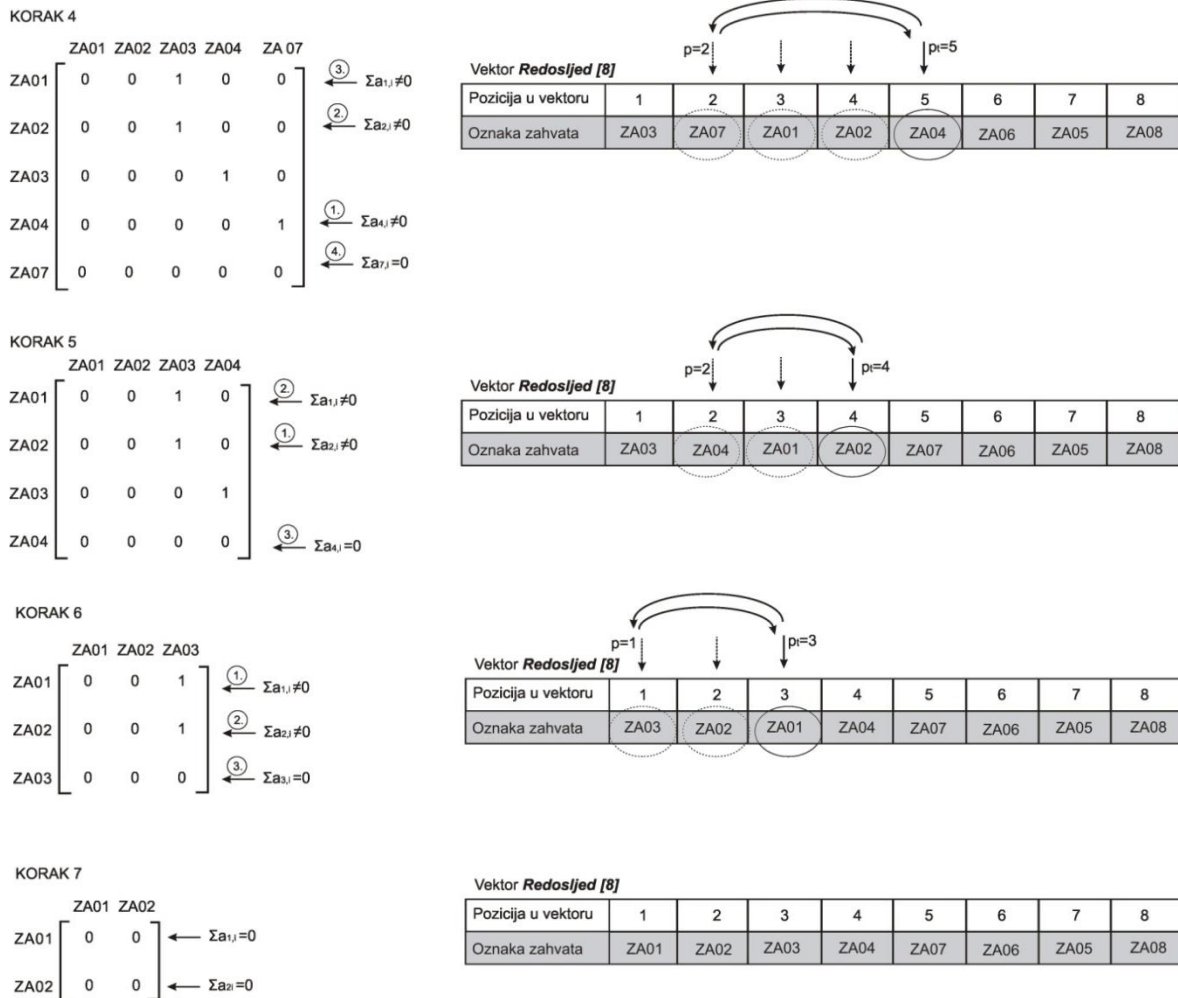 KORAK 4
ZA01 ZA02 ZA03 ZA04 ZA 07
ZA01 0 0 1 0 0 3. Σa1,i≠0
ZA02 0 0 1 0 0 2. Σa2,i≠0
ZA03 0 0 0 1 0
ZA04 0 0 0 0 1 1. Σa4,i≠0
ZA07 0 0 0 0 0 4. Σa7,i=0
p=2 pt=5
Vektor Redosljed [8]
Pozicija u vektoru 1 2 3 4 5 6 7 8
Oznaka zahvata ZA03 ZA07 ZA01 ZA02 ZA04 ZA06 ZA05 ZA08
KORAK 5
ZA01 ZA02 ZA03 ZA04
ZA01 0 0 1 0 2. Σa1,i≠0
ZA02 0 0 1 0 1. Σa2,i≠0
ZA03 0 0 0 1
ZA04 0 0 0 0 3. Σa4,i=0
p=2 pt=4
Vektor Redosljed [8]
Pozicija u vektoru 1 2 3 4 5 6 7 8
Oznaka zahvata ZA03 ZA04 ZA01 ZA02 ZA07 ZA06 ZA05 ZA08
KORAK 6
ZA01 ZA02 ZA03
ZA01 0 0 1 1. Σa1,i≠0
ZA02 0 0 1 2. Σa2,i≠0
ZA03 0 0 0 3. Σa3,i=0
p=1 pt=3
Vektor Redosljed [8]
Pozicija u vektoru 1 2 3 4 5 6 7 8
Oznaka zahvata ZA03 ZA02 ZA01 ZA04 ZA07 ZA06 ZA05 ZA08
KORAK 7
ZA01 ZA02
ZA01 0 0 Σa1,i=0
ZA02 0 0 Σa2i=0
Vektor Redosljed [8]
Pozicija u vektoru 1 2 3 4 5 6 7 8
Oznaka zahvata ZA01 ZA02 ZA03 ZA04 ZA07 ZA06 ZA05 ZA08